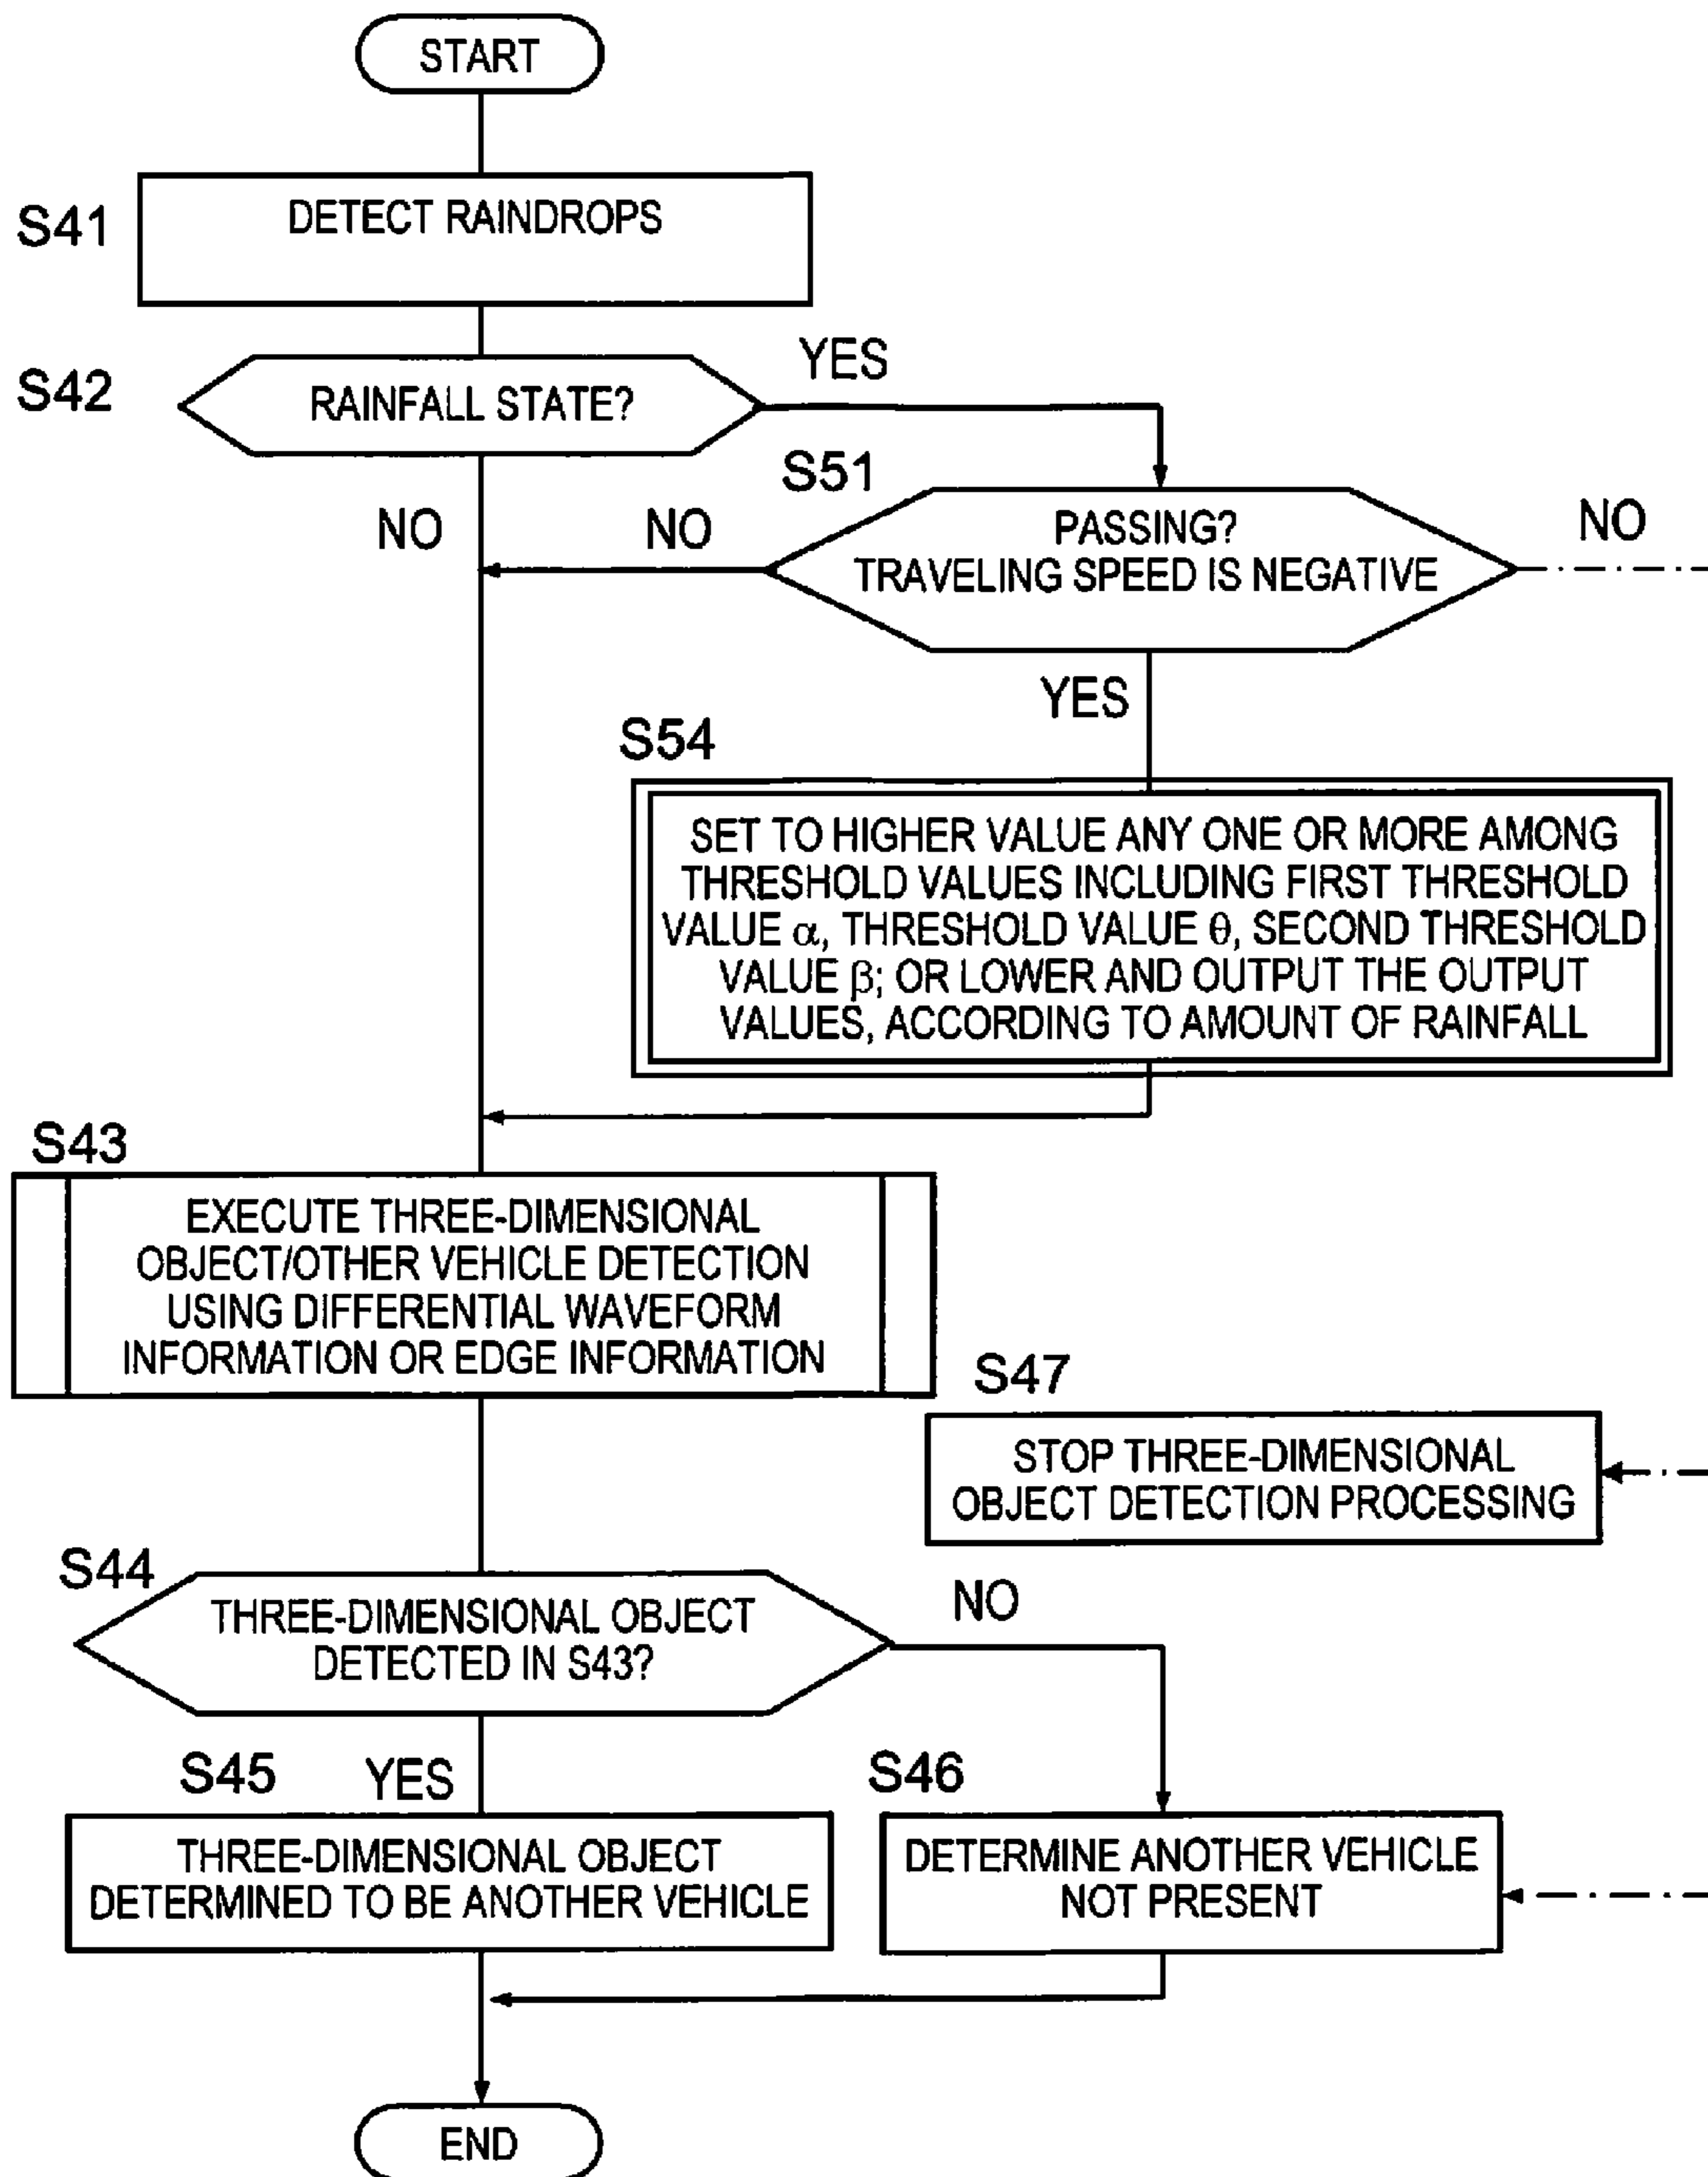 START
S41
DETECT RAINDROPS
S42
RAINFALL STATE?
YES
S51
NO
NO
PASSING?
TRAVELING SPEED IS NEGATIVE
NO
YES
S54
SET TO HIGHER VALUE ANY ONE OR MORE AMONG
THRESHOLD VALUES INCLUDING FIRST THRESHOLD
VALUE α, THRESHOLD VALUE θ, SECOND THRESHOLD
VALUE β; OR LOWER AND OUTPUT THE OUTPUT
VALUES, ACCORDING TO AMOUNT OF RAINFALL
S43
EXECUTE THREE-DIMENSIONAL
OBJECT/OTHER VEHICLE DETECTION
USING DIFFERENTIAL WAVEFORM
INFORMATION OR EDGE INFORMATION
S47
STOP THREE-DIMENSIONAL
OBJECT DETECTION PROCESSING
S44
THREE-DIMENSIONAL OBJECT
DETECTED IN S43?
NO
S45
YES
THREE-DIMENSIONAL OBJECT
DETERMINED TO BE ANOTHER VEHICLE
S46
DETERMINE ANOTHER VEHICLE
NOT PRESENT
END